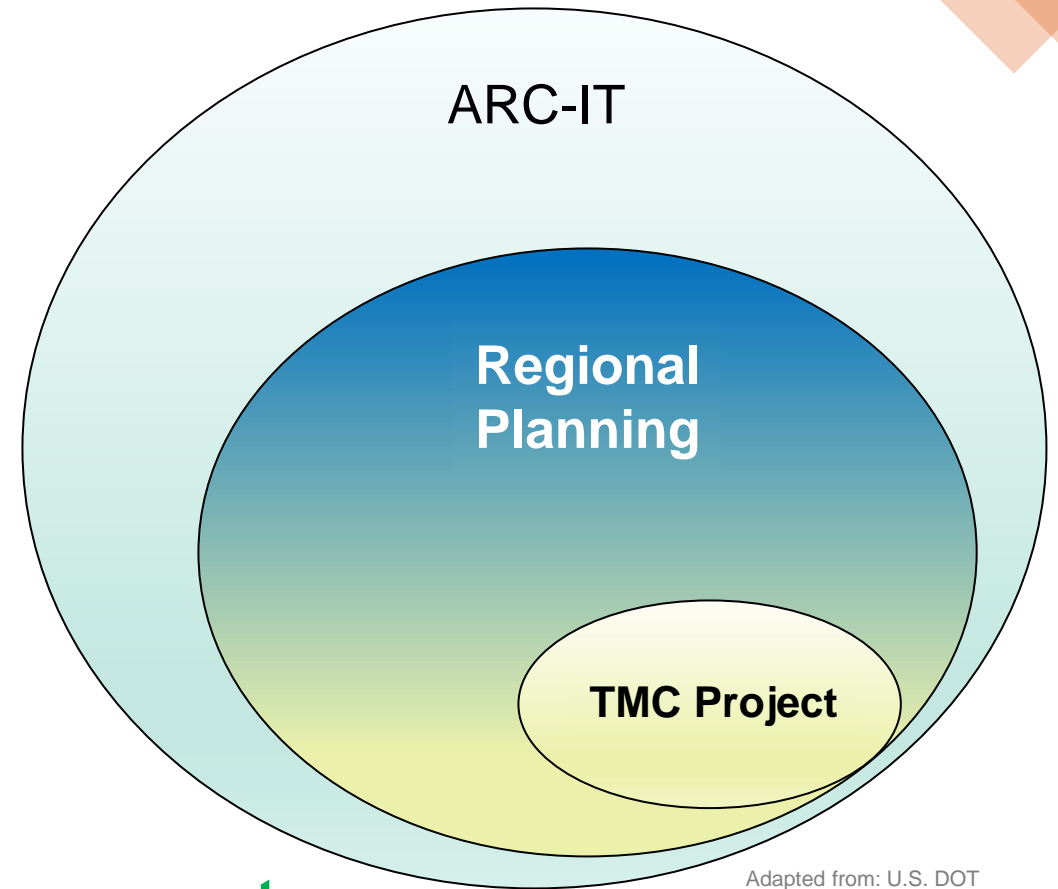 ARC-IT
Regional
Planning
TMC Project
Adapted from: U.S. DOT